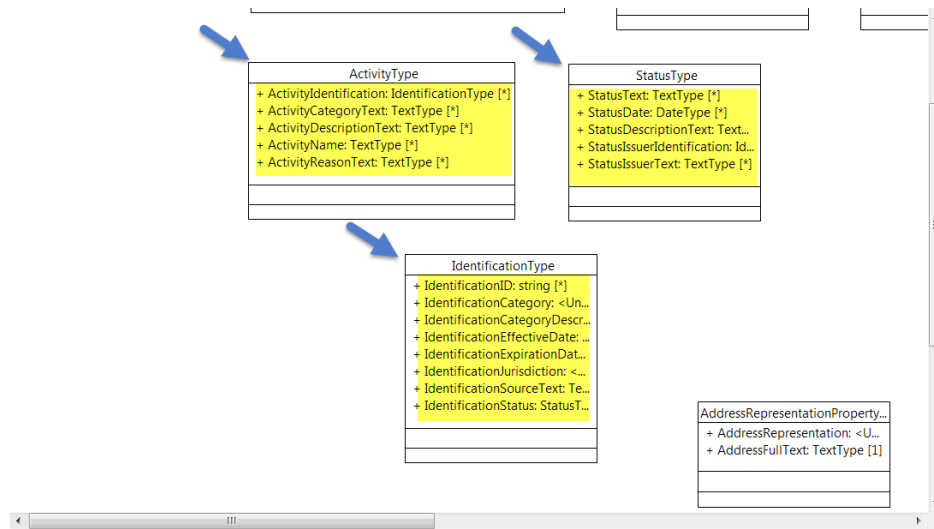 ActivityType
+ ActivityIdentification: IdentificationType [*]
+ ActivityCategoryText: TextType [*]
+ ActivityDescriptionText: TextType [*]
+ ActivityName: TextType [*]
+ ActivityReasonText: TextType [*]
StatusType
+ StatusText: TextType [*]
+ StatusDate: DateType [*]
+ StatusDescriptionText: Text...
+ StatusIssuerIdentification: Id...
+ StatusIssuerText: TextType [*]
IdentificationType
+ IdentificationID: string [*]
+ IdentificationCategory: <Un...
+ IdentificationCategoryDescr...
+ IdentificationEffectiveDate: ...
+ IdentificationExpirationDat...
+ IdentificationJurisdiction: <...
+ IdentificationSourceText: Te...
+ IdentificationStatus: StatusT...
AddressRepresentationProperty...
+ AddressRepresentation: <U...
+ AddressFullText: TextType [1]